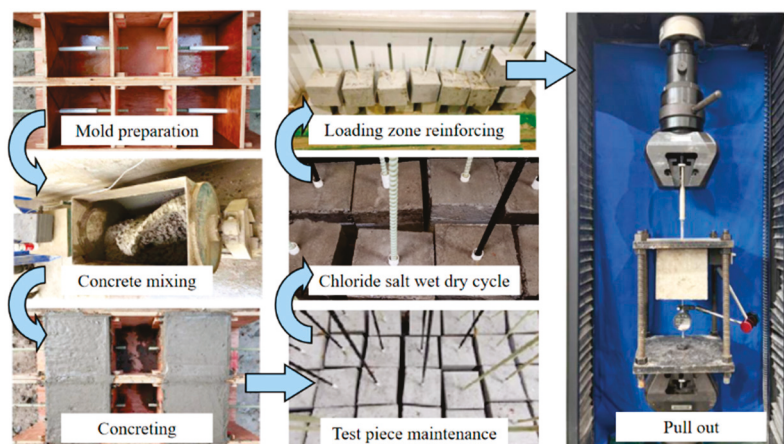 Mold preparation
Concrete mixing
Concreting
Test piece maintenance
Chloride salt wet dry cycle
Loading zone reinforcing
Pull out